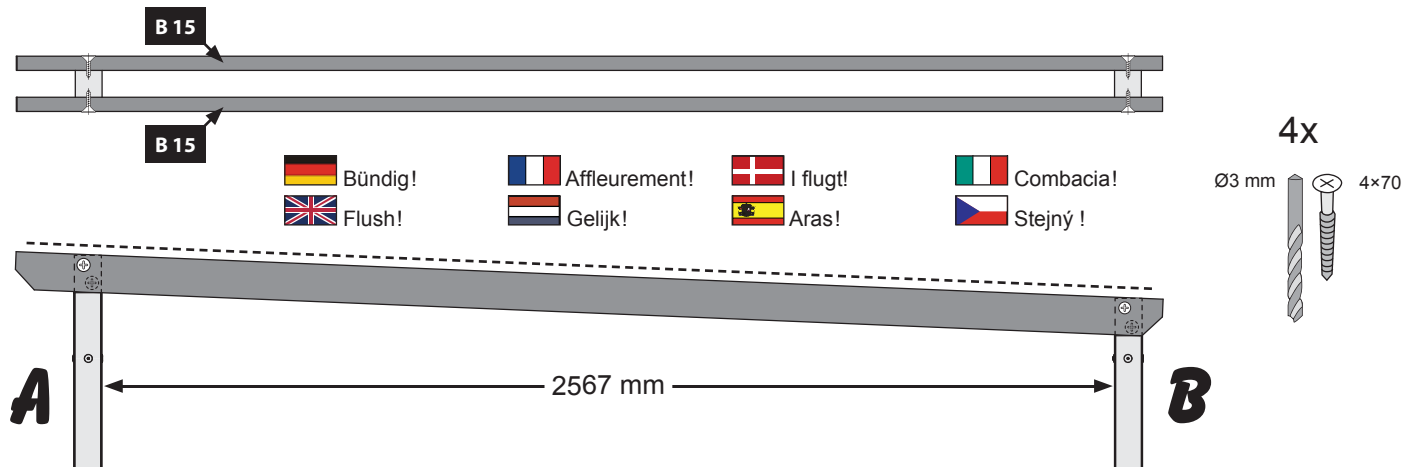 B 15
B 15
4x
Ø3 mm
4×70
Bündig!
Affleurement!
I flugt!
Combacia!
Flush!
Gelijk!
Aras!
Stejný !
2567 mm
A
B